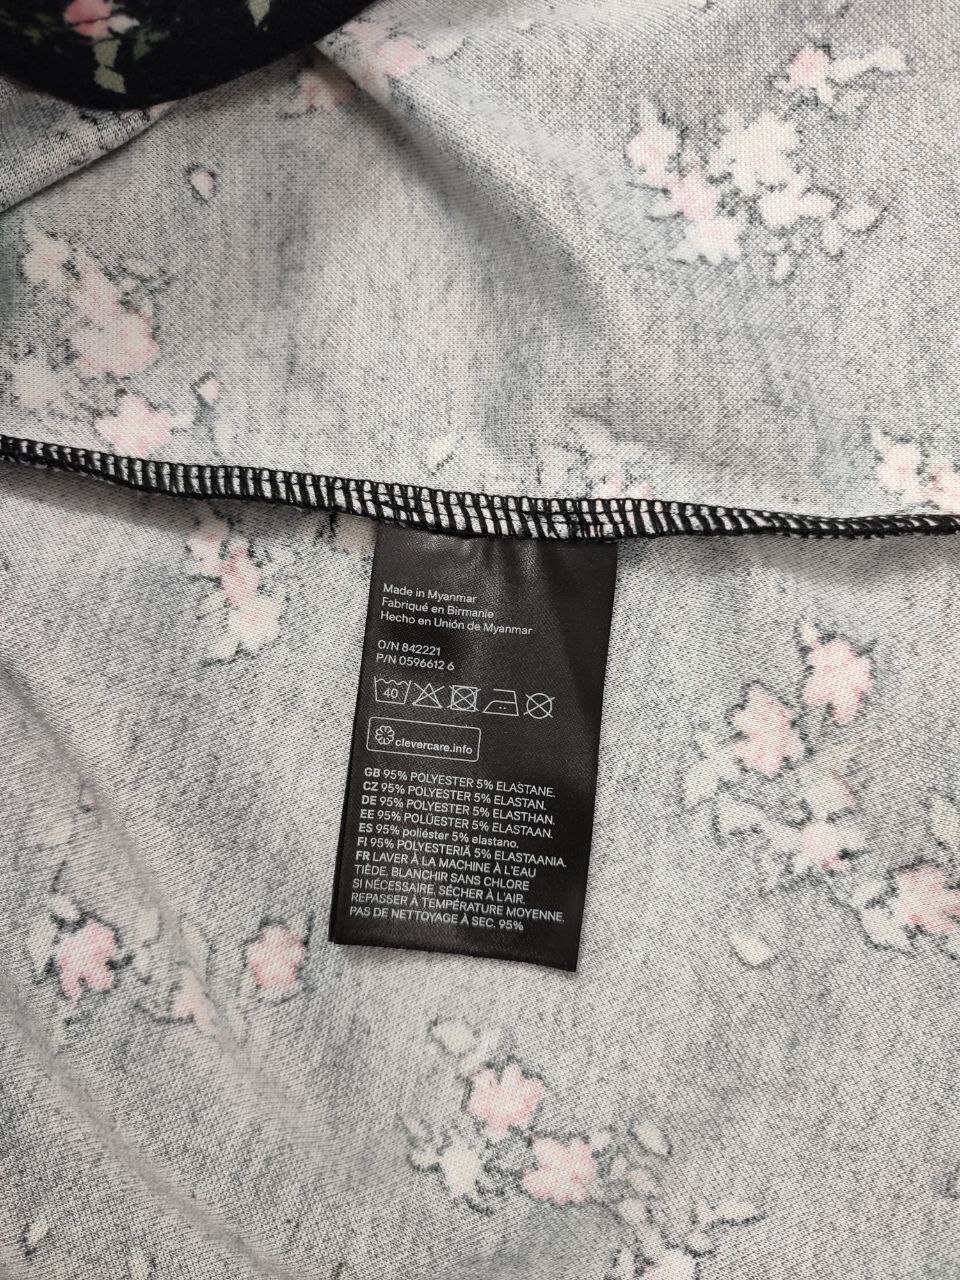 Made in Myanmar
Fabriqué en Birmanie
Hecho en Unión de Myanmar
O/N 842221
P/N 0596612 6
40
clevercare.info
GB 95% POLYESTER 5% ELASTANE.
CZ 95% POLYESTER 5% ELASTAN.
DE 95% POLYESTER 5% ELASTHAN.
EE 95% POLÜESTER 5% ELASTAAN.
ES 95% poliéster 5% elastano.
FI 95% POLYESTERIÄ 5% ELASTAANIA.
FR LAVER À LA MACHINE À L'EAU
TIÈDE, BLANCHIR SANS CHLORE
SI NÉCESSAIRE, SÉCHER À L'AIR.
REPASSER À TEMPÉRATURE MOYENNE.
PAS DE NETTOYAGE À SEC. 95%